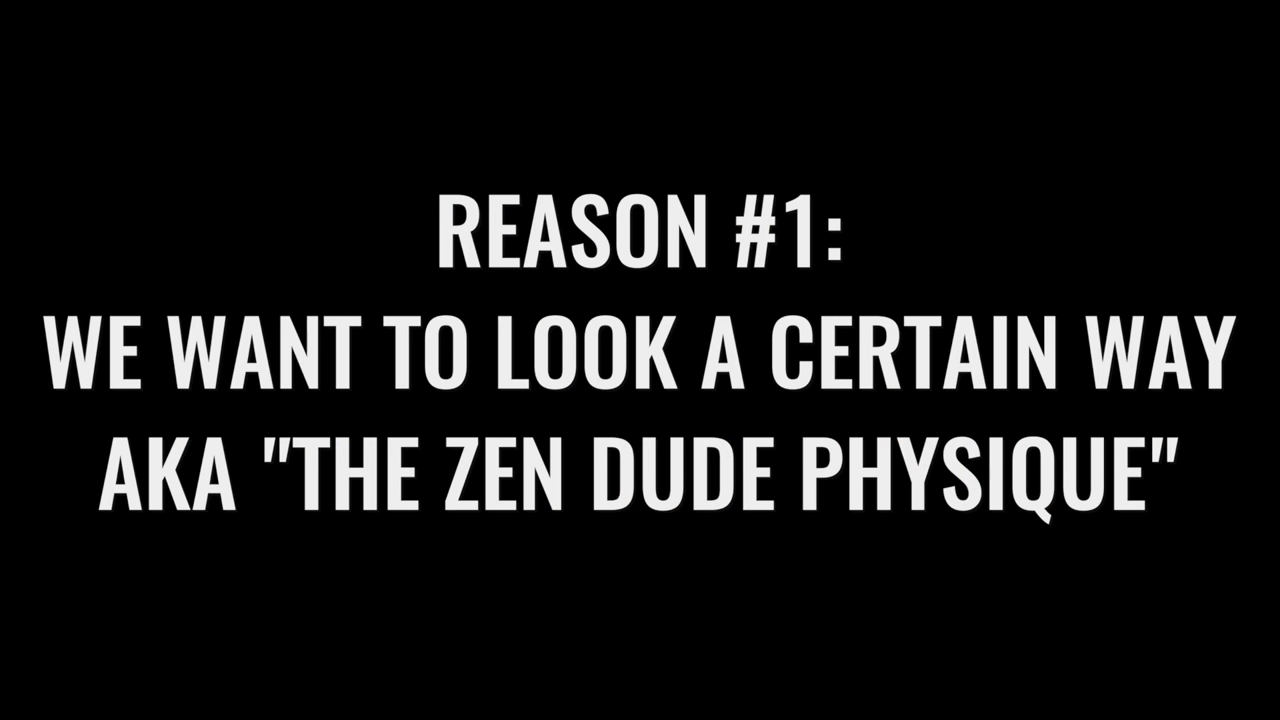 REASON #1:
WE WANT TO LOOK A CERTAIN WAY
AKA "THE ZEN DUDE PHYSIQUE"